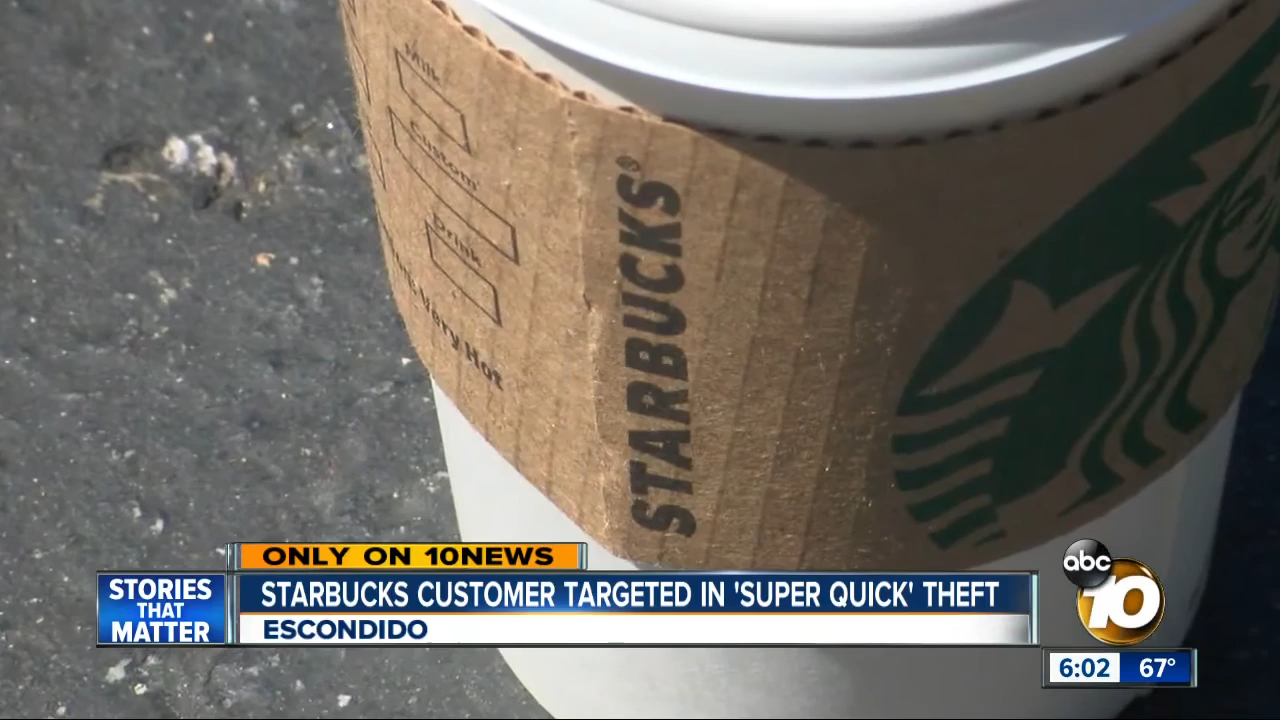 Milk
Custom
Drink
Very Hot
STARBUCKS®
ONLY ON 10NEWS
STORIES
THAT
MATTER
STARBUCKS CUSTOMER TARGETED IN 'SUPER QUICK' THEFT
ESCONDIDO
abc
10
6:02 67°